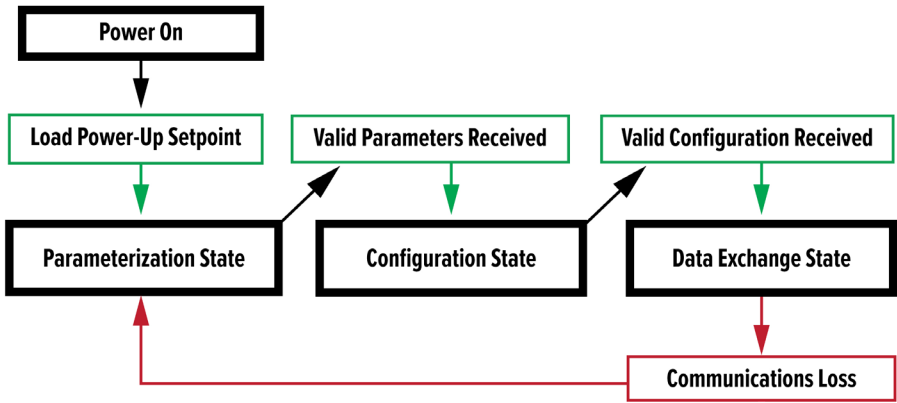 Power On
Load Power-Up Setpoint
Valid Parameters Received
Valid Configuration Received
Parameterization State
Configuration State
Data Exchange State
Communications Loss